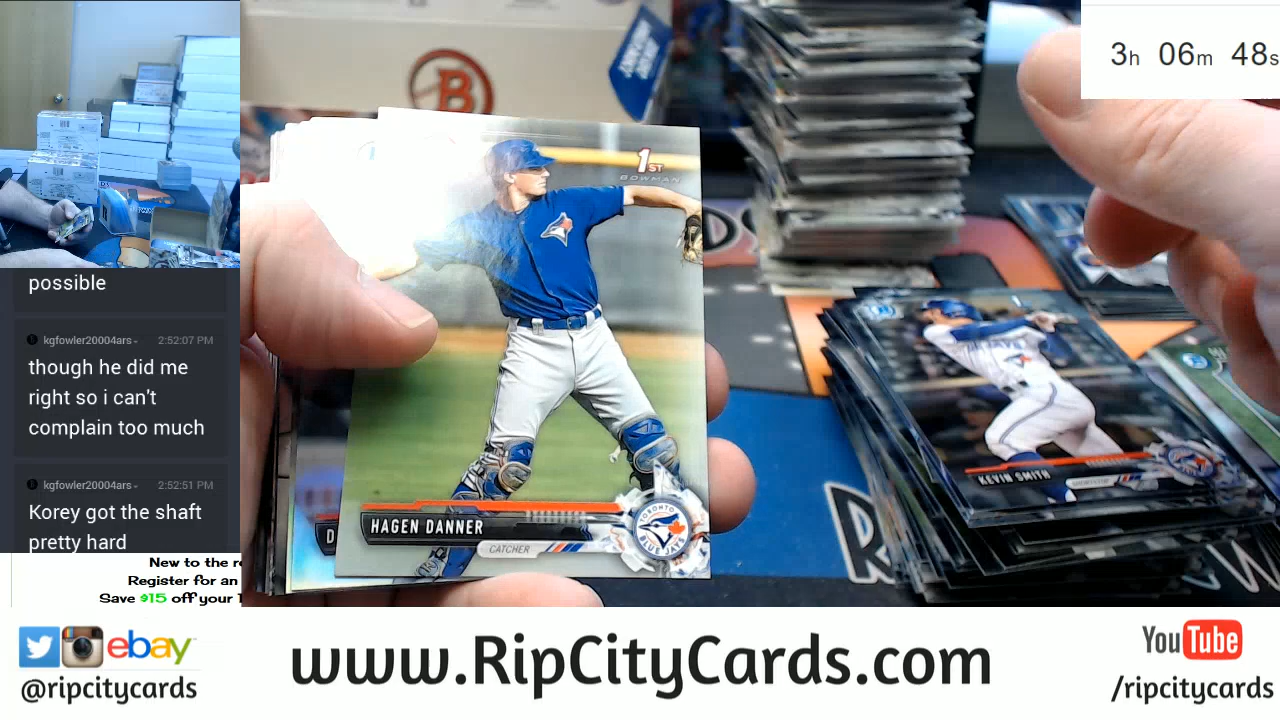 3h 06m 48s
B
1ST
BOWMAN
HAGEN DANNER
CATCHER
TORONTO
BLUE JAYS
D
KEVIN SMITH
possible
kgfowler20004ars
2:52:07 PM
though he did me
right so i can't
complain too much
kgfowler20004ars
2:52:51 PM
Korey got the shaft
pretty hard
New to the r
Register for an
Save $15 off your
ebay
@ripcitycards
www.RipCityCards.com
YouTube
/ripcitycards